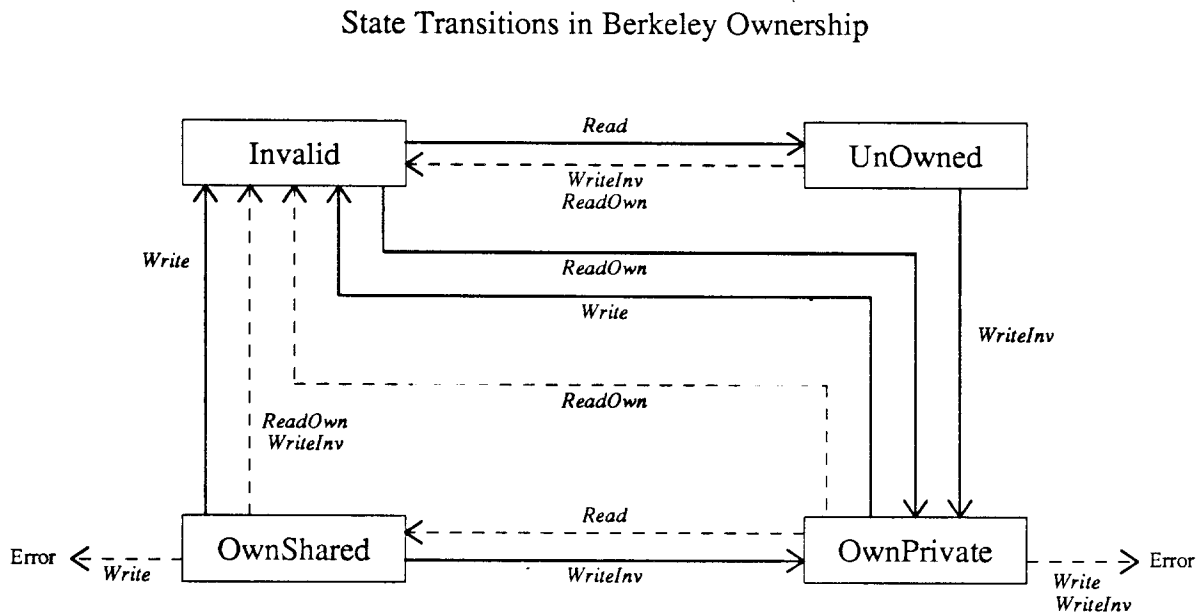 State Transitions in Berkeley Ownership
Read
Invalid
UnOwned
WriteInv
ReadOwn
Write
ReadOwn
Write
WriteInv
ReadOwn
ReadOwn
WriteInv
Read
OwnShared
OwnPrivate
Error
Write
WriteInv
Error
Write
WriteInv